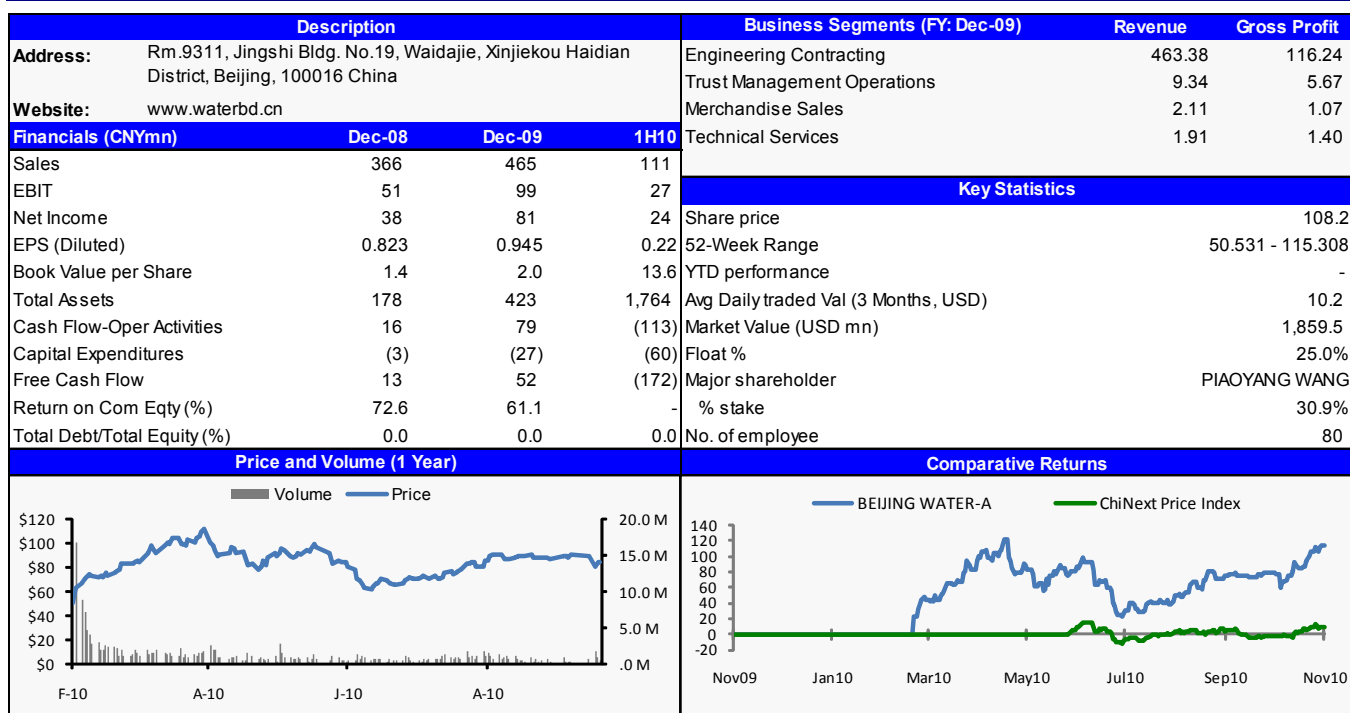 Description
Address: Rm.9311, Jingshi Bldg. No.19, Waidajie, Xinjiekou Haidian
District, Beijing, 100016 China
Website: www.waterbd.cn
Financials (CNYmn) Dec-08 Dec-09 1H10
Sales 366 465 111
EBIT 51 99 27
Net Income 38 81 24
EPS (Diluted) 0.823 0.945 0.22
Book Value per Share 1.4 2.0 13.6
Total Assets 178 423 1,764
Cash Flow-Oper Activities 16 79 (113)
Capital Expenditures (3) (27) (60)
Free Cash Flow 13 52 (172)
Return on Com Eqty (%) 72.6 61.1 -
Total Debt/Total Equity (%) 0.0 0.0 0.0
Business Segments (FY: Dec-09) Revenue Gross Profit
Engineering Contracting 463.38 116.24
Trust Management Operations 9.34 5.67
Merchandise Sales 2.11 1.07
Technical Services 1.91 1.40
Key Statistics
Share price 108.2
52-Week Range 50.531 - 115.308
YTD performance -
Avg Daily traded Val (3 Months, USD) 10.2
Market Value (USD mn) 1,859.5
Float % 25.0%
Major shareholder PIAOYANG WANG
% stake 30.9%
No. of employee 80
Price and Volume (1 Year)
Volume Price
$120 20.0 M
$100
$80 15.0 M
$60 10.0 M
$40
$20 5.0 M
$0 .0 M
F-10 A-10 J-10 A-10
Comparative Returns
BEIJING WATER-A ChiNext Price Index
140
120
100
80
60
40
20
0
-20
Nov09 Jan10 Mar10 May10 Jul10 Sep10 Nov10